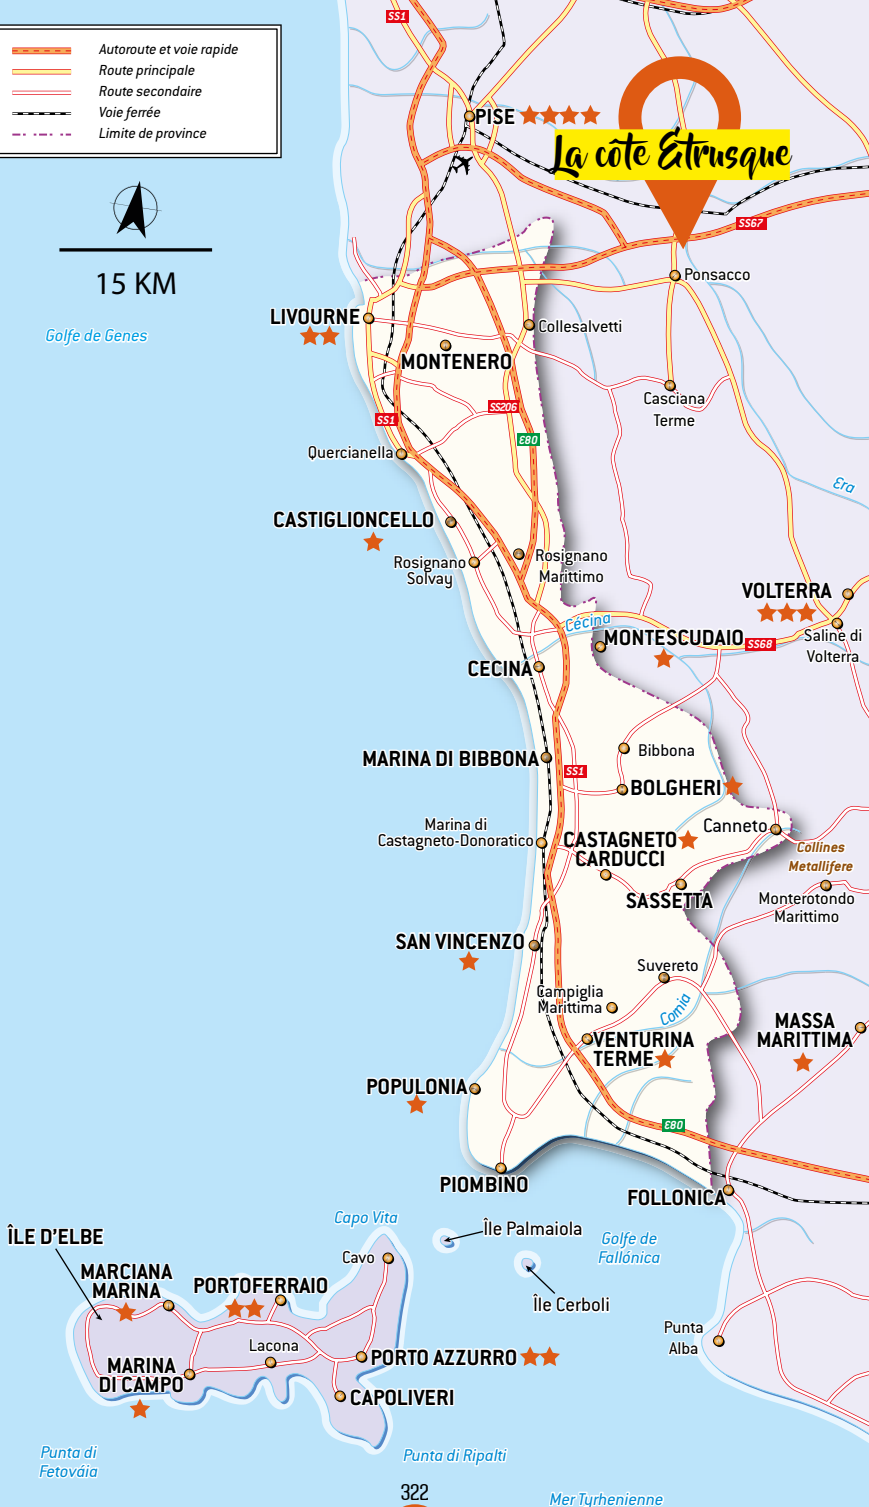 SS1
Autoroute et voie rapide
Route principale
Route secondaire
Voie ferrée
Limite de province
PISE
La côte Étrusque
SS67
15 KM
Ponsacco
Golfe de Genes
LIVOURNE
Collesalvetti
MONTENERO
Casciana
Terme
SS206
SS1
E80
Quercianella
Era
CASTIGLIONCELLO
Rosignano
Solvay
Rosignano
Marittimo
VOLTERRA
Cécina
MONTESCUDAIO
SS68
Saline di
Volterra
CECINA
Bibbona
MARINA DI BIBBONA
SS1
BOLGHERI
Marina di
Castagneto-Donoratico
CASTAGNETO
CARDUCCI
Canneto
Collines
Metallifere
SASSETTA
Monterotondo
Marittimo
SAN VINCENZO
Suvereto
Campiglia
Marittima
Cornia
MASSA
MARITTIMA
VENTURINA
TERME
POPULONIA
E80
PIOMBINO
FOLLONICA
Capo Vita
Île Palmaiola
Golfe de
Fallónica
ÎLE D'ELBE
Cavo
MARCIANA
MARINA
PORTOFERRAIO
Île Cerboli
Punta
Alba
Lacona
PORTO AZZURRO
MARINA
DI CAMPO
CAPOLIVERI
Punta di
Fetováia
Punta di Ripalti
322
Mer Tyrhenienne